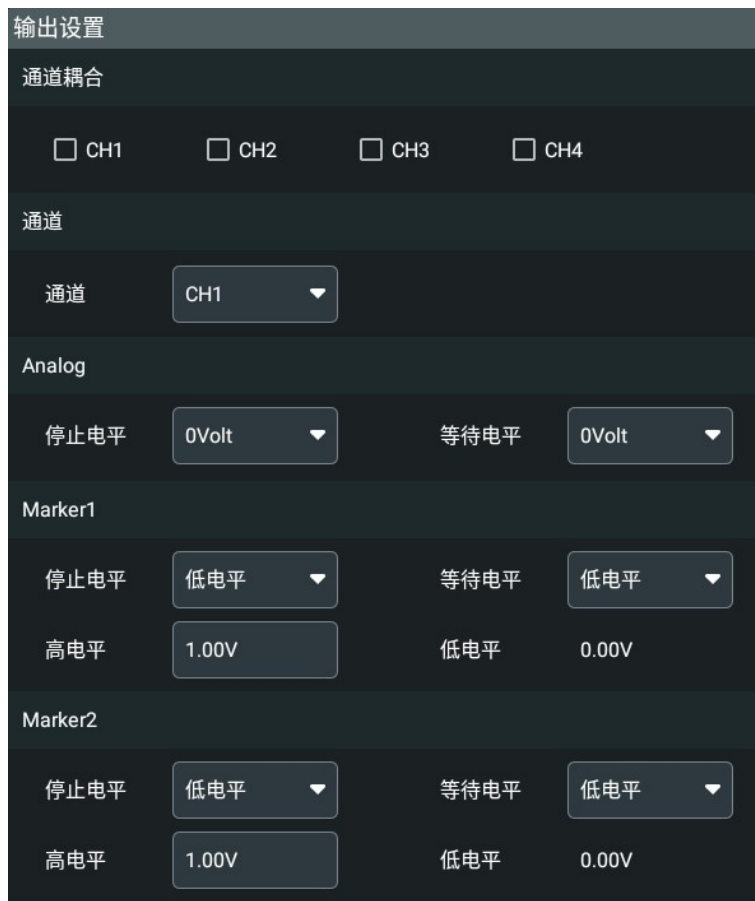 输出设置
通道耦合
CH1 CH2 CH3 CH4
通道
通道 CH1
Analog
停止电平 0Volt 等待电平 0Volt
Marker1
停止电平 低电平 等待电平 低电平
高电平 1.00V 低电平 0.00V
Marker2
停止电平 低电平 等待电平 低电平
高电平 1.00V 低电平 0.00V